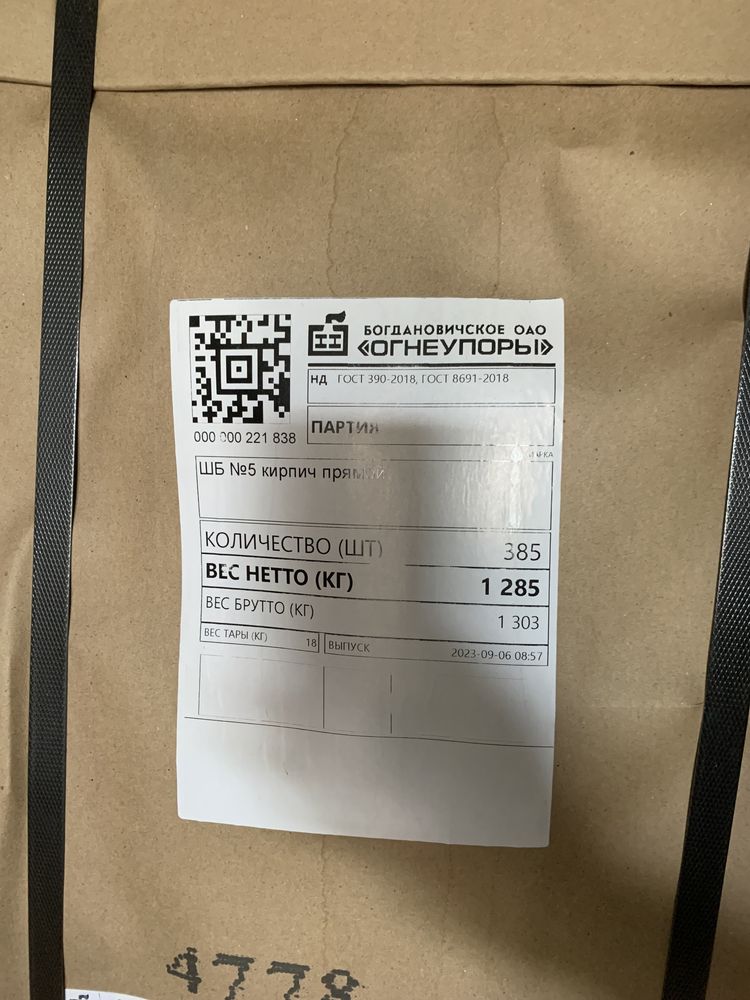 БОГДАНОВИЧСКОЕ ОАО
«ОГНЕУПОРЫ»
НД ГОСТ 390-2018, ГОСТ 8691-2018
000 000 221 838
ПАРТИЯ
МАРКА
ШБ №5 кирпич прямой
КОЛИЧЕСТВО (ШТ) 385
ВЕС НЕТТО (КГ) 1 285
ВЕС БРУТТО (КГ) 1 303
ВЕС ТАРЫ (КГ) 18 ВЫПУСК 2023-09-06 08:57
4778